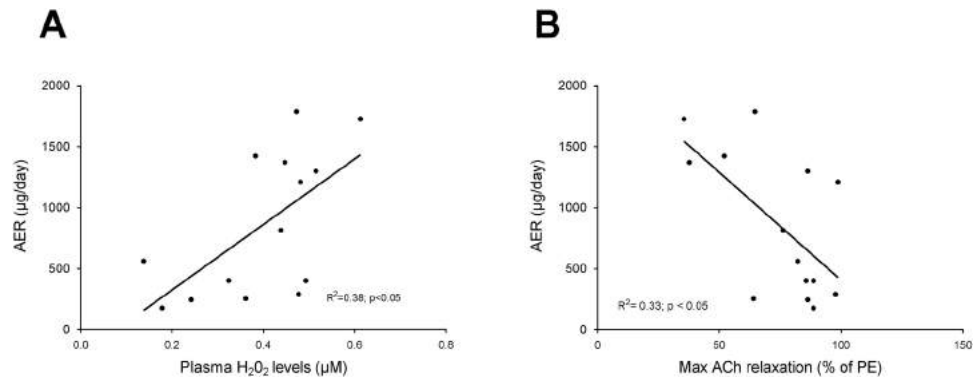 A
B
2000
1500
1000
500
0
AER (µg/day)
0.0
0.2
0.4
0.6
0.8
Plasma H₂O₂ levels (µM)
R²=0.38; p<0.05
2000
1500
1000
500
0
AER (µg/day)
0
50
100
150
Max ACh relaxation (% of PE)
R²= 0.33; p < 0.05